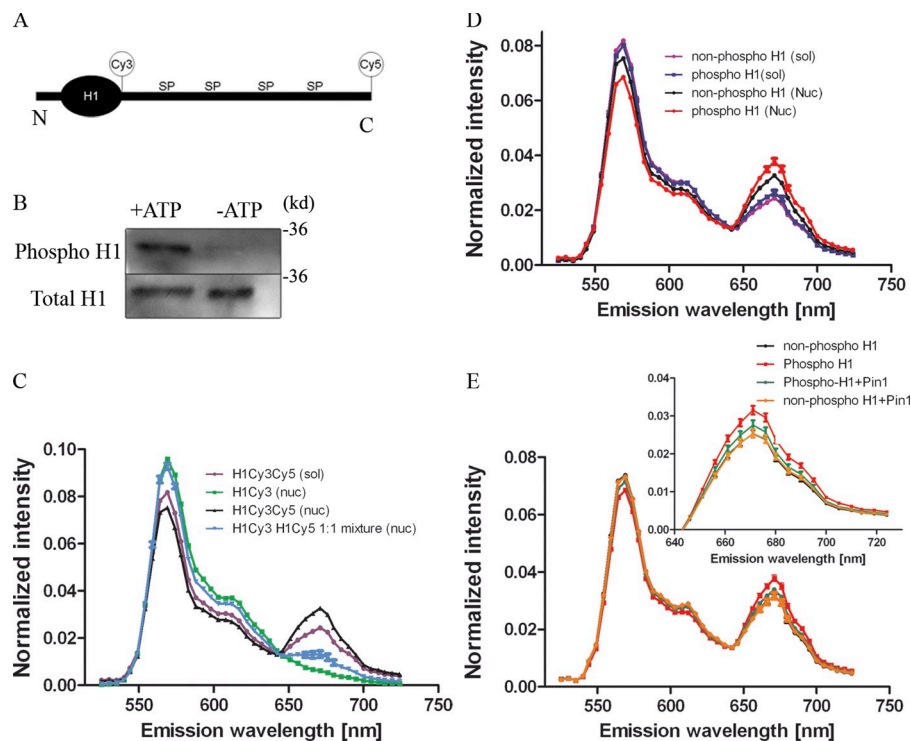 A
Cy3
Cy5
H1
SP SP SP SP
N
C
B
+ATP -ATP (kd)
-36
Phospho H1
-36
Total H1
C
Normalized intensity
0.10
0.08
0.06
0.04
0.02
0.00
H1Cy3Cy5 (sol)
H1Cy3 (nuc)
H1Cy3Cy5 (nuc)
H1Cy3 H1Cy5 1:1 mixture (nuc)
550 600 650 700 750
Emission wavelength [nm]
D
Normalized intensity
0.08
0.06
0.04
0.02
0.00
non-phospho H1 (sol)
phospho H1(sol)
non-phospho H1 (Nuc)
phospho H1 (Nuc)
550 600 650 700 750
Emission wavelength [nm]
E
non-phospho H1
Phospho H1
Phospho-H1+Pin1
non-phospho H1+Pin1
0.04
0.03
0.02
0.01
0.00
640 660 680 700 720
Emission wavelength [nm]
Normalized intensity
0.08
0.06
0.04
0.02
0.00
550 600 650 700 750
Emission wavelength [nm]